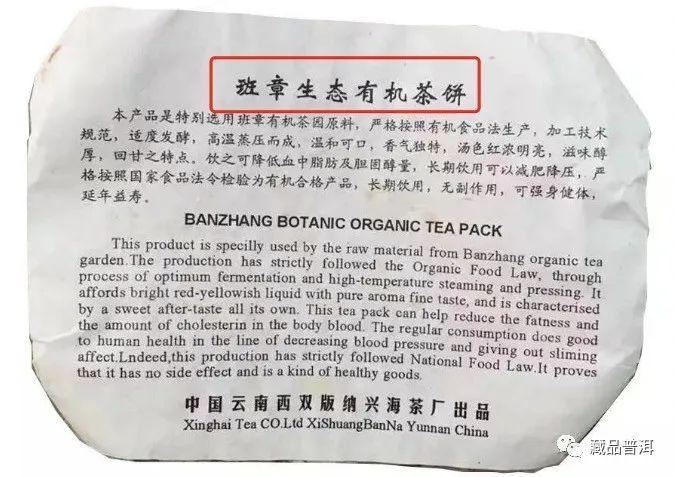 班章生态有机茶饼
本产品是特别选用班章有机茶园原料，严格按照有机食品法生产，加工技术
规范，适度发酵，高温蒸压而成，温和可口，香气独特，汤色红浓明亮，滋味醇
厚，回甘之特点。饮之可降低血中脂肪及胆固醇量，长期饮用可以减肥降压，严
格按照国家食品法令检验为有机合格产品，长期饮用，无副作用，可强身健体，
延年益寿。
BANZHANG BOTANIC ORGANIC TEA PACK
This product is specilly used by the raw material from Banzhang organic tea
garden.The production has strictly followed the Organic Food Law, through
process of optimum fermentation and high-temperature steaming and pressing. It
affords bright red-yellowish liquid with pure aroma fine taste, and is characterised
by a sweet after-taste all its own. This tea pack can help reduce the fatness and
the amount of cholesterin in the body blood. The regular consumption does good
to human health in the line of decreasing blood pressure and giving out sliming
affect.Lndeed,this production has strictly followed National Food Law.It proves
that it has no side effect and is a kind of healthy goods.
中国云南西双版纳兴海茶厂出品
Xinghai Tea CO.Ltd XiShuangBanNa Yunnan China
藏品普洱